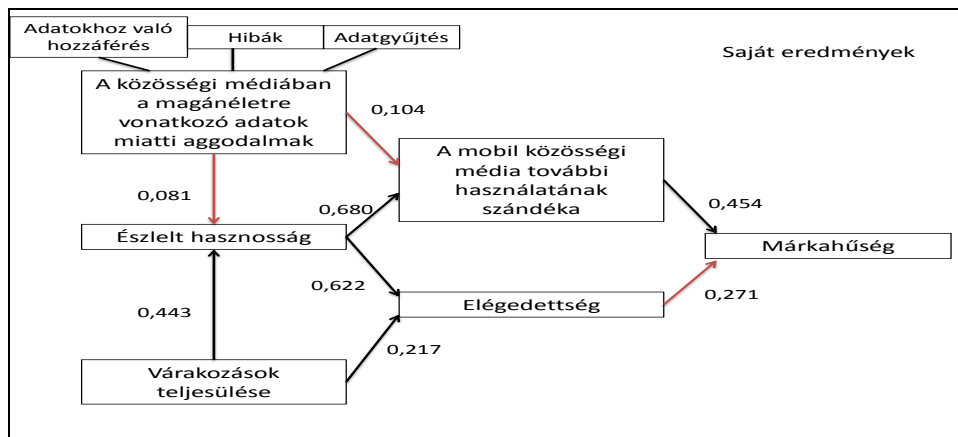 Adatokhoz való
hozzáférés
Hibák
Adatgyűjtés
Saját eredmények
A közösségi médiában
a magánéletre
vonatkozó adatok
miatti aggodalmak
0,104
A mobil közösségi
média további
használatának
szándéka
0,081
0,680
0,454
Észlelt hasznosság
Márkahűség
0,622
Elégedettség
0,271
0,443
0,217
Várakozások
teljesülése